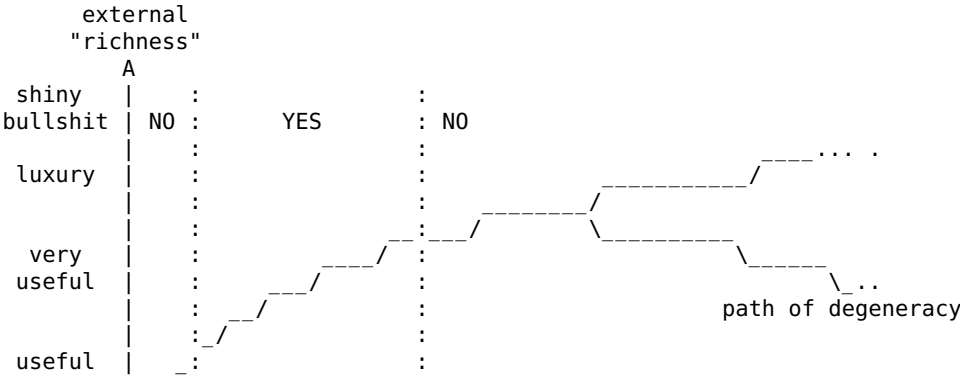 external
"richness"
A
shiny
bullshit NO YES NO
luxury
very
useful
path of degeneracy
useful